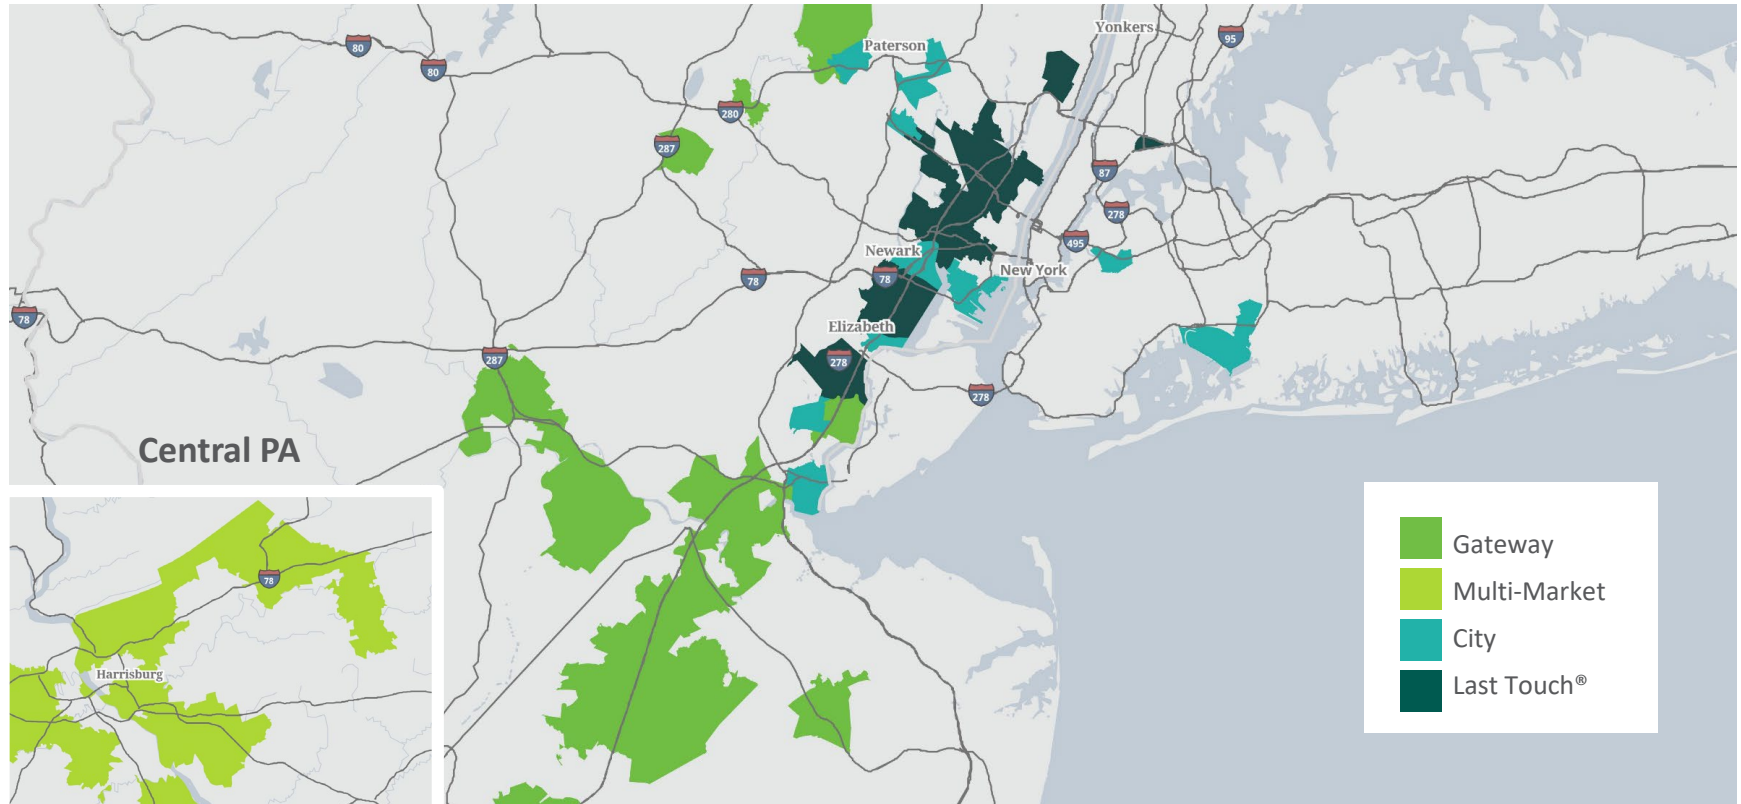 Yonkers
95
Paterson
80
80
280
287
87
278
495
Newark
New York
78
78
78
Elizabeth
287
278
278
Central PA
78
Harrisburg
Gateway
Multi-Market
City
Last Touch®